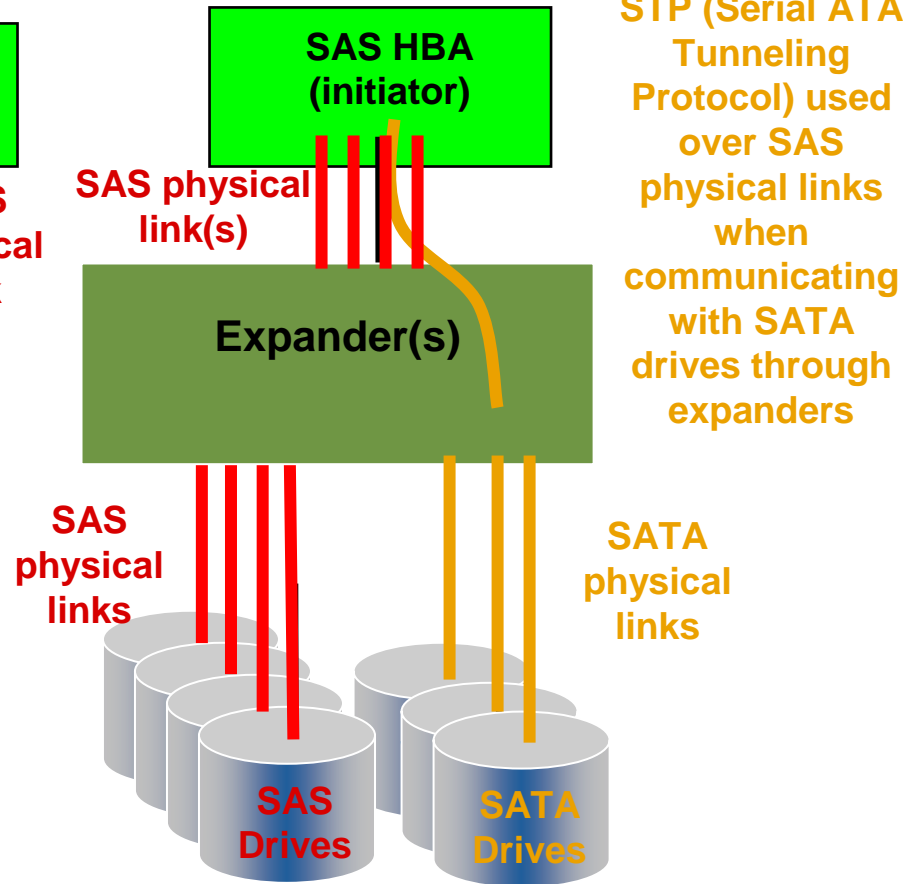 SAS HBA
(initiator)
STP (Serial ATA
Tunneling
Protocol) used
over SAS
physical links
when
communicating
with SATA
drives through
expanders
SAS physical
link(s)
Expander(s)
SAS
physical
links
SATA
physical
links
SAS
Drives
SATA
Drives